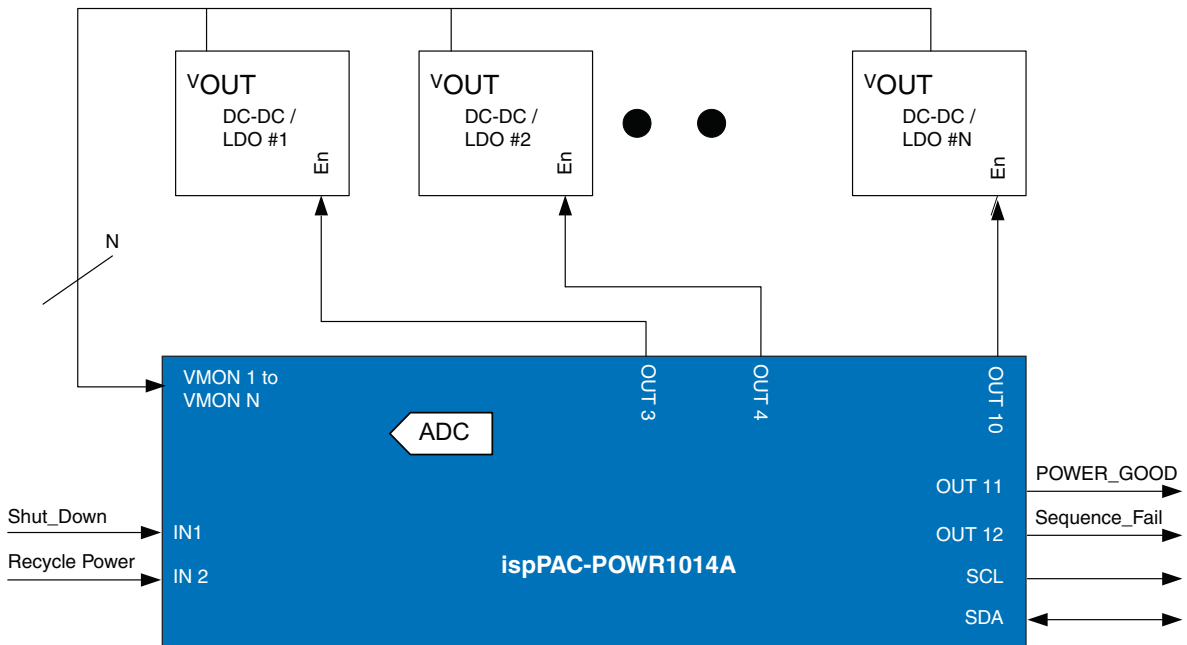 VOUT
DC-DC /
LDO #1
En
VOUT
DC-DC /
LDO #2
En
VOUT
DC-DC /
LDO #N
En
N
VMON 1 to
VMON N
OUT 3
OUT 4
OUT 10
ADC
OUT 11
POWER_GOOD
Shut_Down
IN1
OUT 12
Sequence_Fail
Recycle Power
IN 2
ispPAC-POWR1014A
SCL
SDA